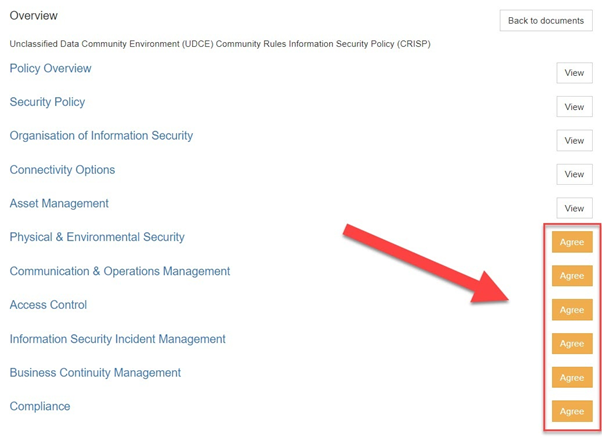 Overview
Back to documents
Unclassified Data Community Environment (UDCE) Community Rules Information Security Policy (CRISP)
Policy Overview View
Security Policy View
Organisation of Information Security View
Connectivity Options View
Asset Management View
Physical & Environmental Security Agree
Communication & Operations Management Agree
Access Control Agree
Information Security Incident Management Agree
Business Continuity Management Agree
Compliance Agree